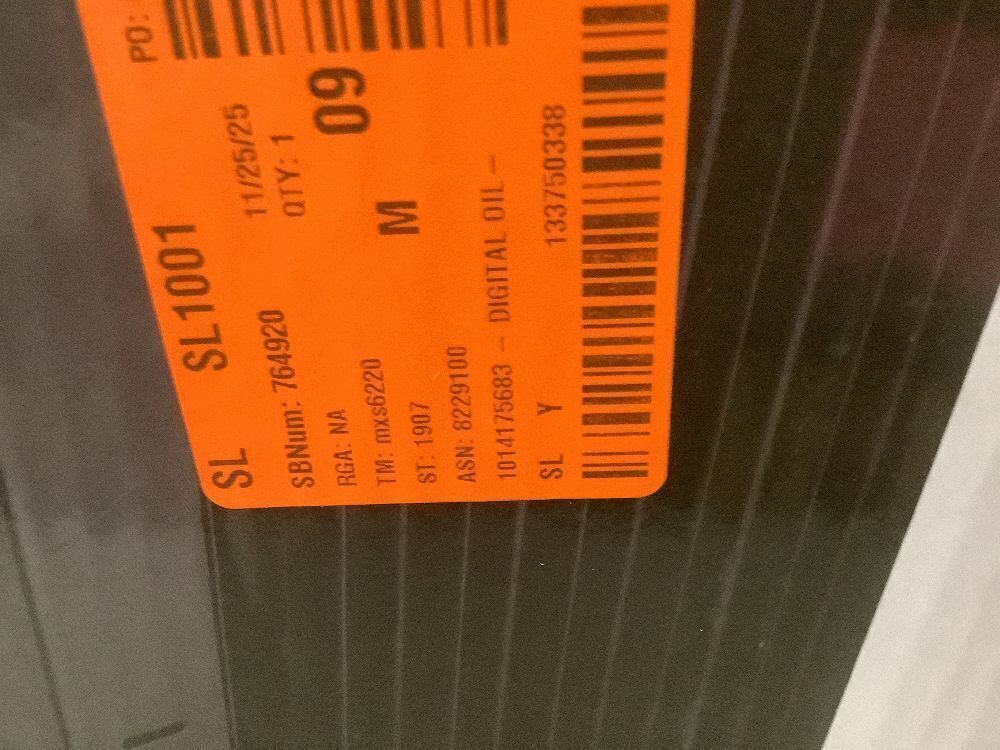 PO:
SL SL1001
11/25/25
SBNum: 764920 QTY: 1
RGA: NA 09
TM: mxs6220
M
ST: 1907
ASN: 8229100
1014175683 - DIGITAL OIL-
SL Y 133750338